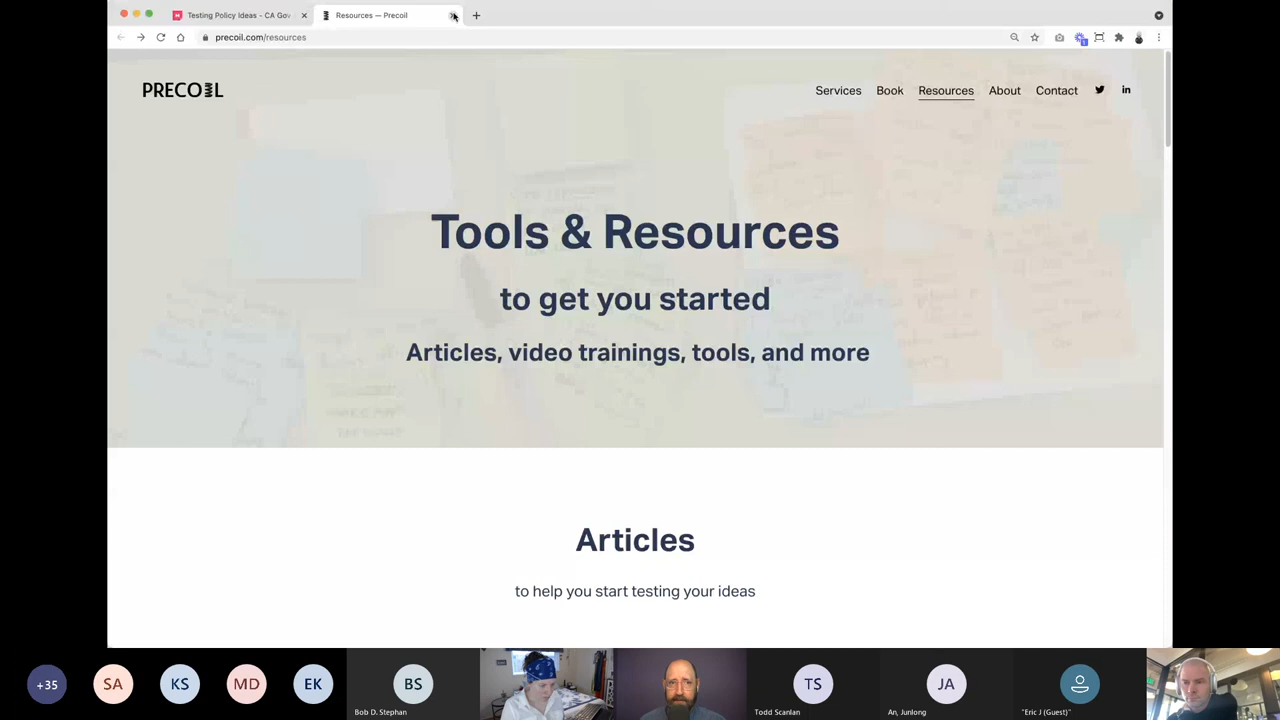 Testing Policy Ideas - CA Gov
Resources — Precoil
precoil.com/resources
PRECOIL
Services
Book
Resources
About
Contact
Tools & Resources
to get you started
Articles, video trainings, tools, and more
Articles
to help you start testing your ideas
+35
SA
KS
MD
EK
BS
Bob D. Stephan
TS
Todd Scanlan
JA
An, Junlong
"Eric J (Guest)"